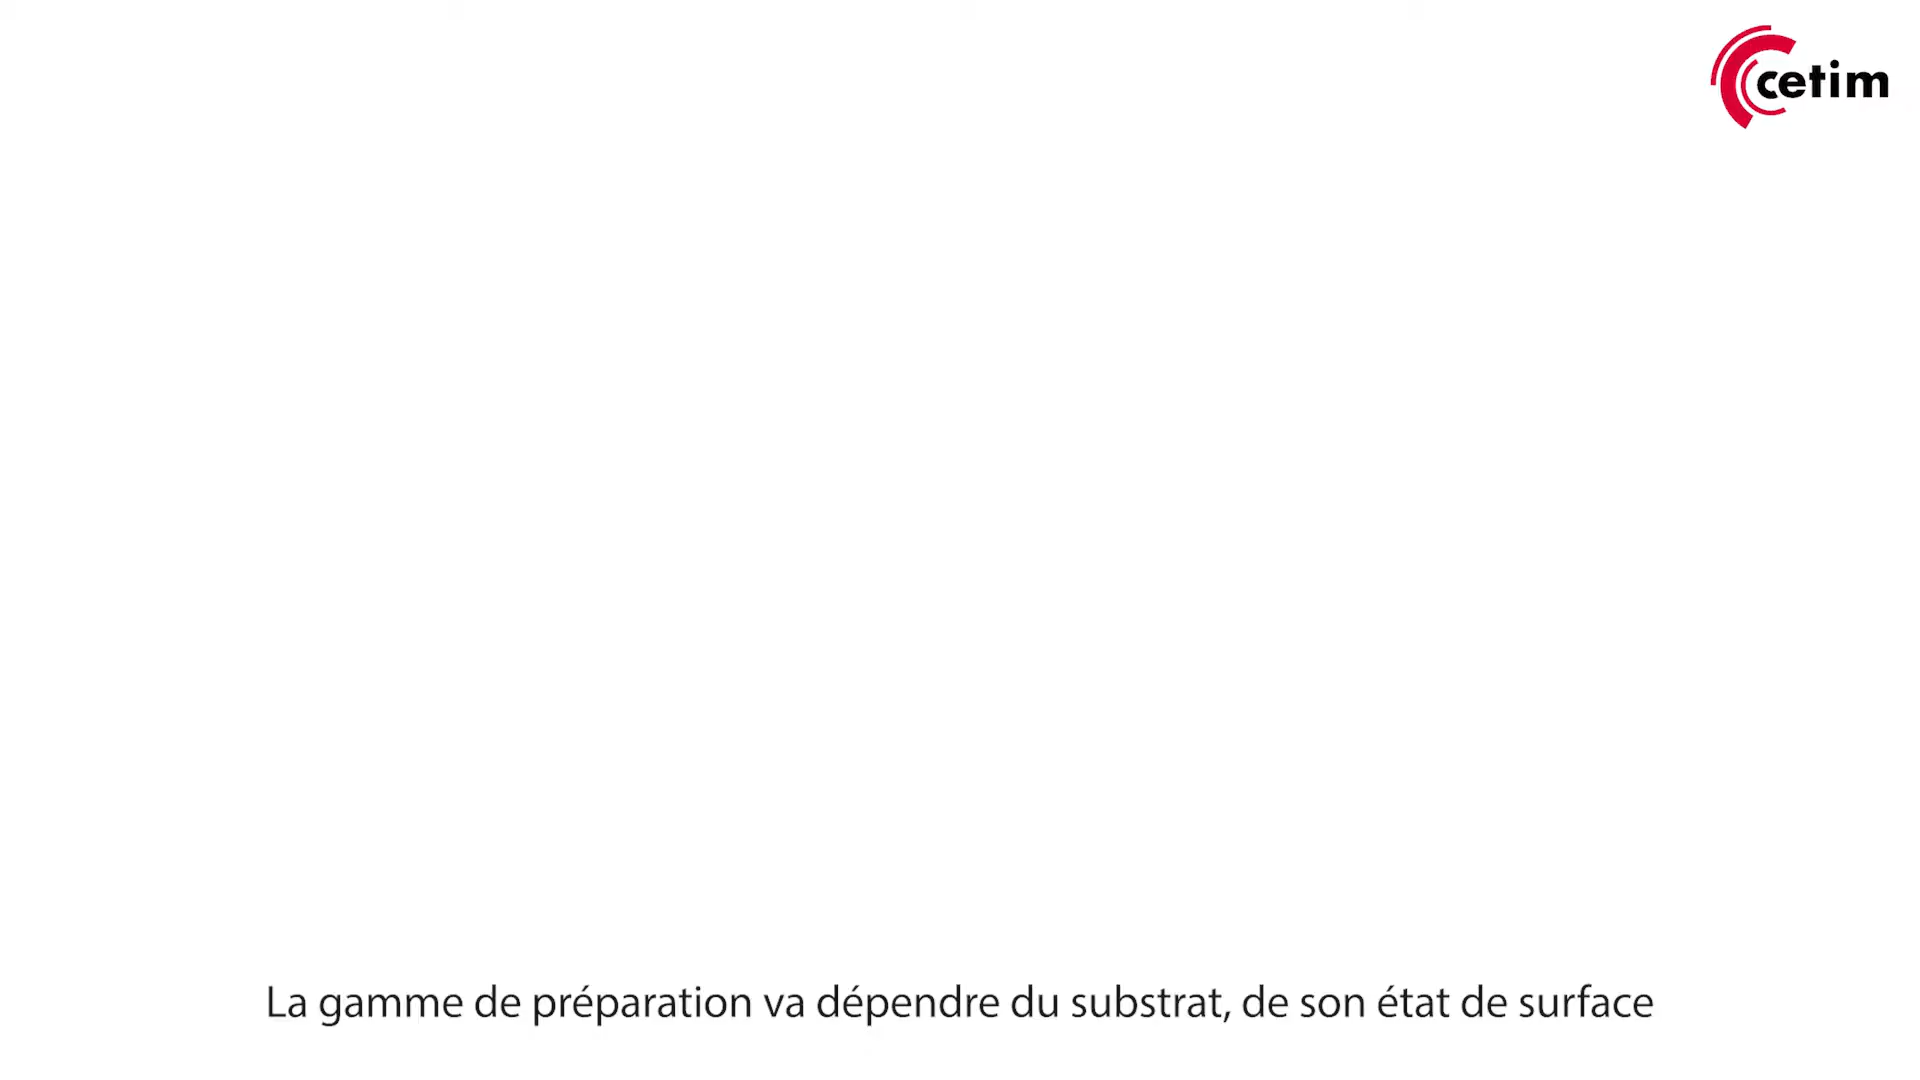 cetim
La gamme de préparation va dépendre du substrat, de son état de surface